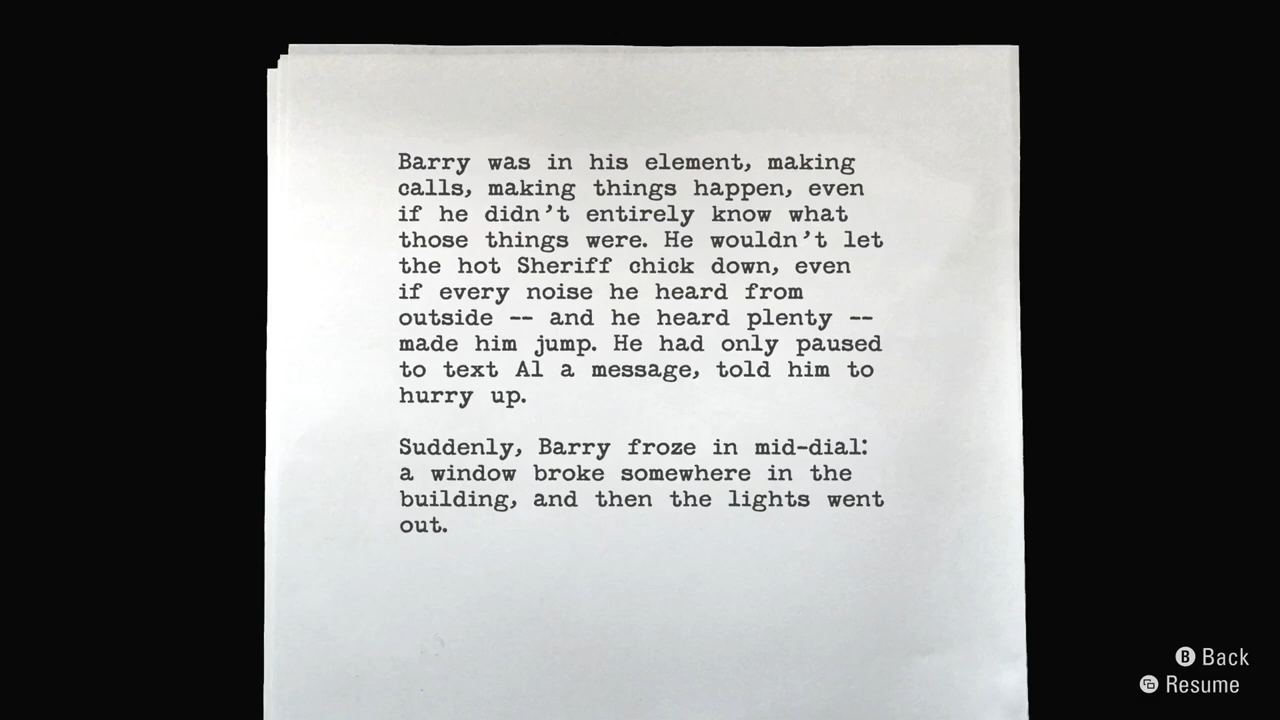 Barry was in his element, making
calls, making things happen, even
if he didn't entirely know what
those things were. He wouldn't let
the hot Sheriff chick down, even
if every noise he heard from
outside -- and he heard plenty --
made him jump. He had only paused
to text Al a message, told him to
hurry up.
Suddenly, Barry froze in mid-dial:
a window broke somewhere in the
building, and then the lights went
out.
B Back
Resume